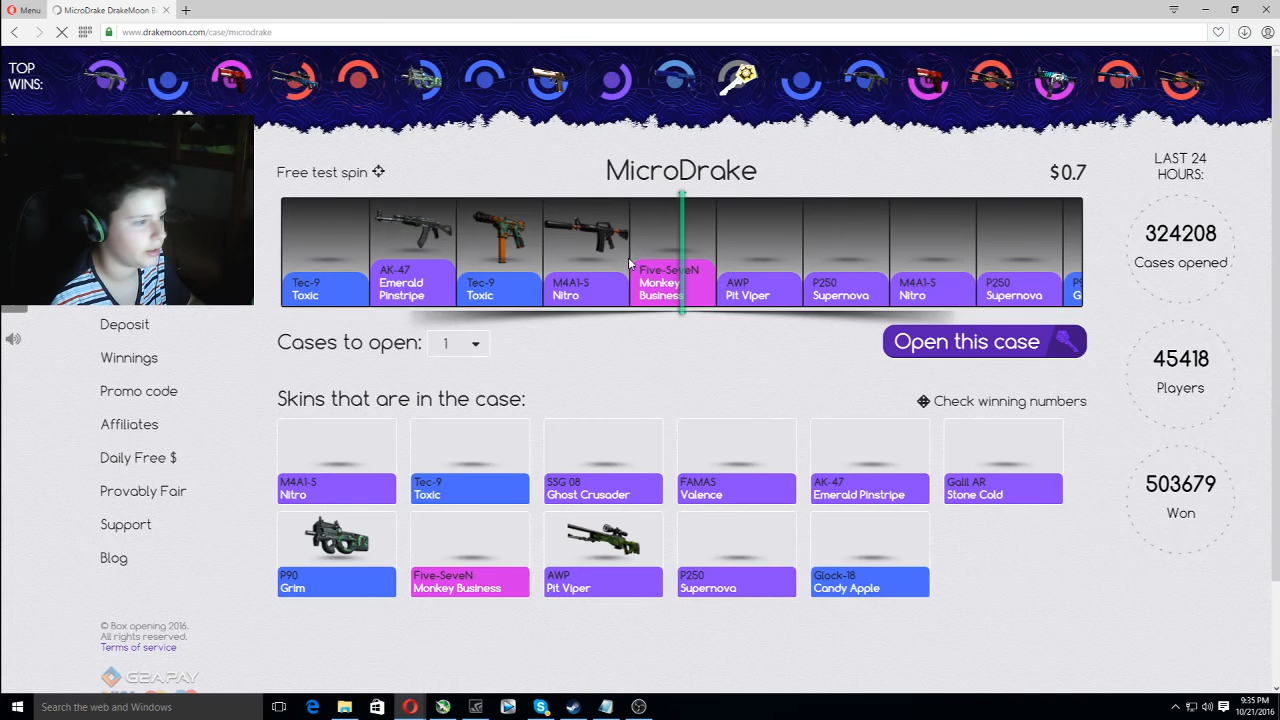 Menu
MicroDrake DrakeMoon B
www.drakemoon.com/case/microdrake
TOP
WINS:
Free test spin
MicroDrake
$0.7
Tec-9
Toxic
AK-47
Emerald
Pinstripe
Tec-9
Toxic
M4A1-S
Nitro
Five-SeveN
Monkey
Business
AWP
Pit Viper
P250
Supernova
M4A1-S
Nitro
P250
Supernova
P
G
Cases to open:
1
Open this case
Skins that are in the case:
Check winning numbers
M4A1-S
Nitro
Tec-9
Toxic
SSG 08
Ghost Crusader
FAMAS
Valence
AK-47
Emerald Pinstripe
Galil AR
Stone Cold
P90
Grim
Five-SeveN
Monkey Business
AWP
Pit Viper
P250
Supernova
Glock-18
Candy Apple
LAST 24
HOURS:
324208
Cases opened
45418
Players
503679
Won
Deposit
Winnings
Promo code
Affiliates
Daily Free $
Provably Fair
Support
Blog
© Box opening 2016.
All rights reserved.
Terms of service
G2A PAY
Search the web and Windows
9:35 PM
10/21/2016